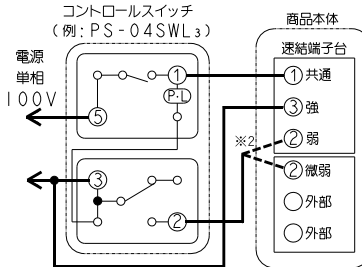 コントロールスイッチ
(例:PS-04SWL₃)
商品本体
電源
単相
100V
速結端子台
① 共通
P・L
③ 強
⑤
※2
② 弱
③
② 微弱
②
外部
外部